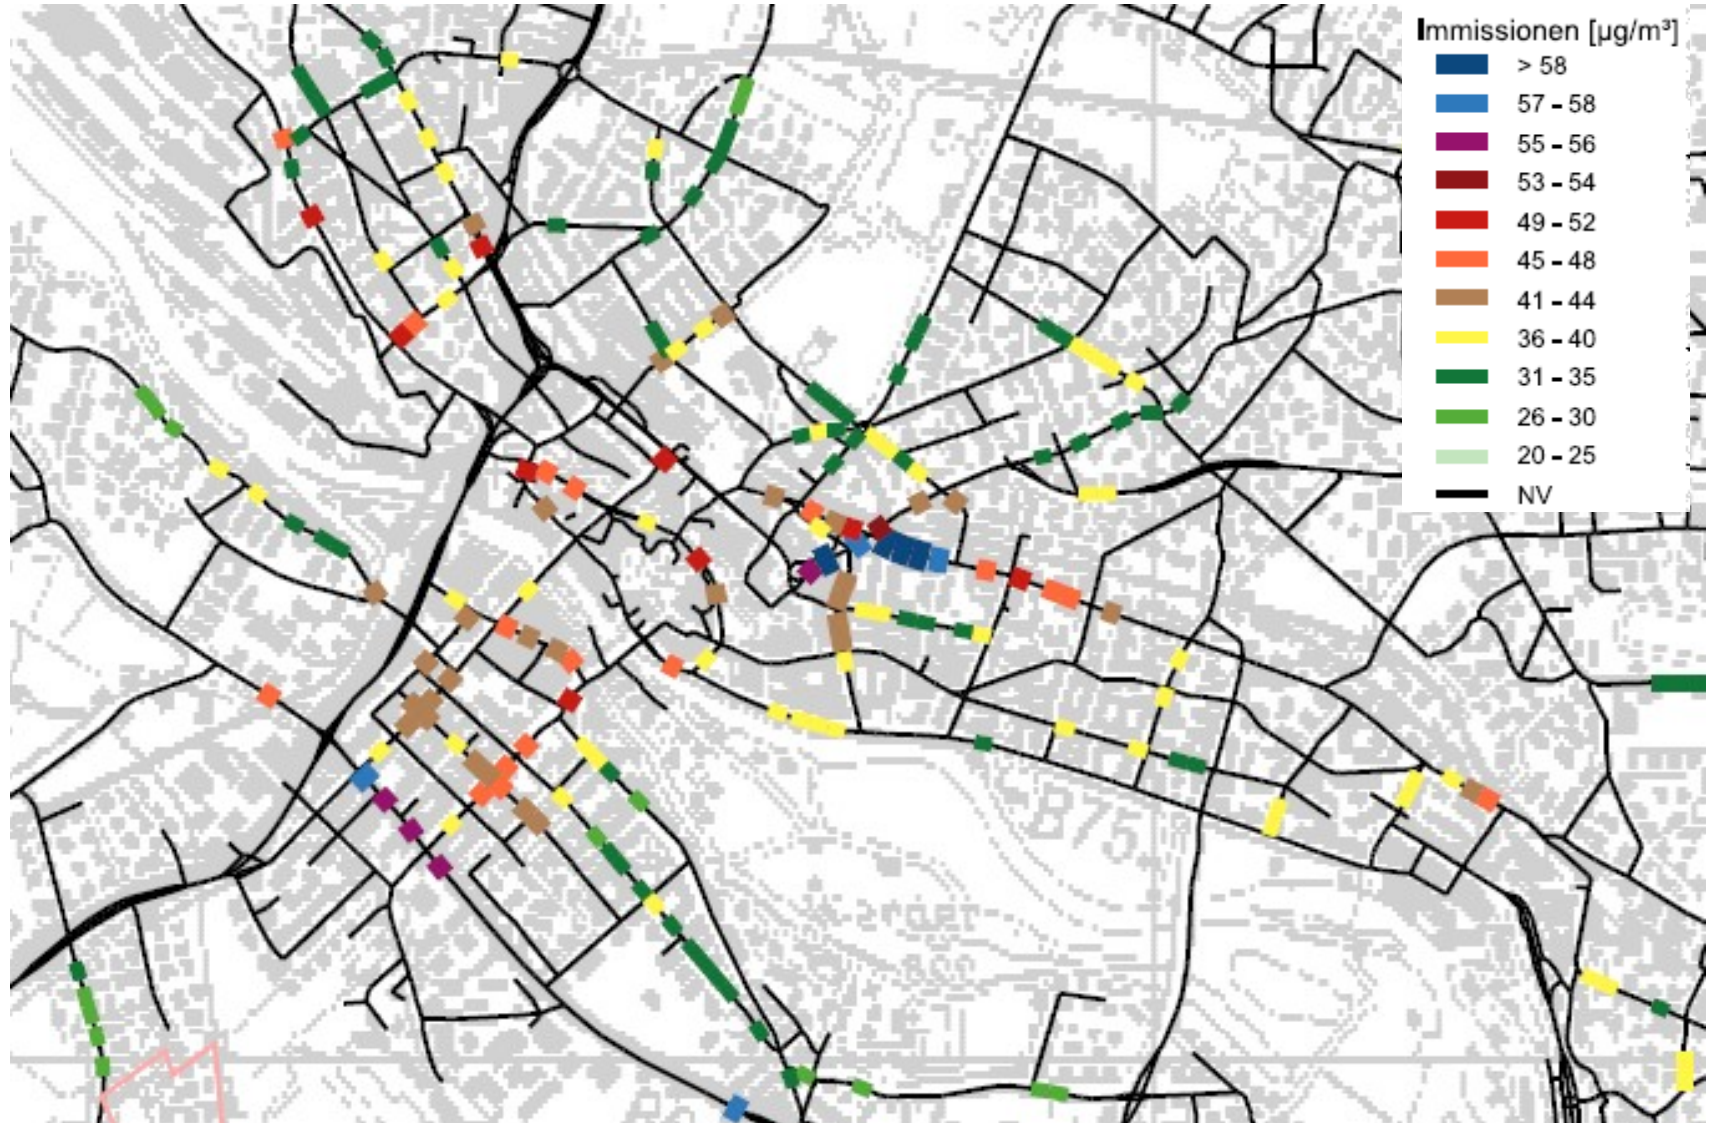 Immissionen [µg/m³]
> 58
57 – 58
55 – 56
53 – 54
49 – 52
45 – 48
41 – 44
36 – 40
31 – 35
26 – 30
20 – 25
NV